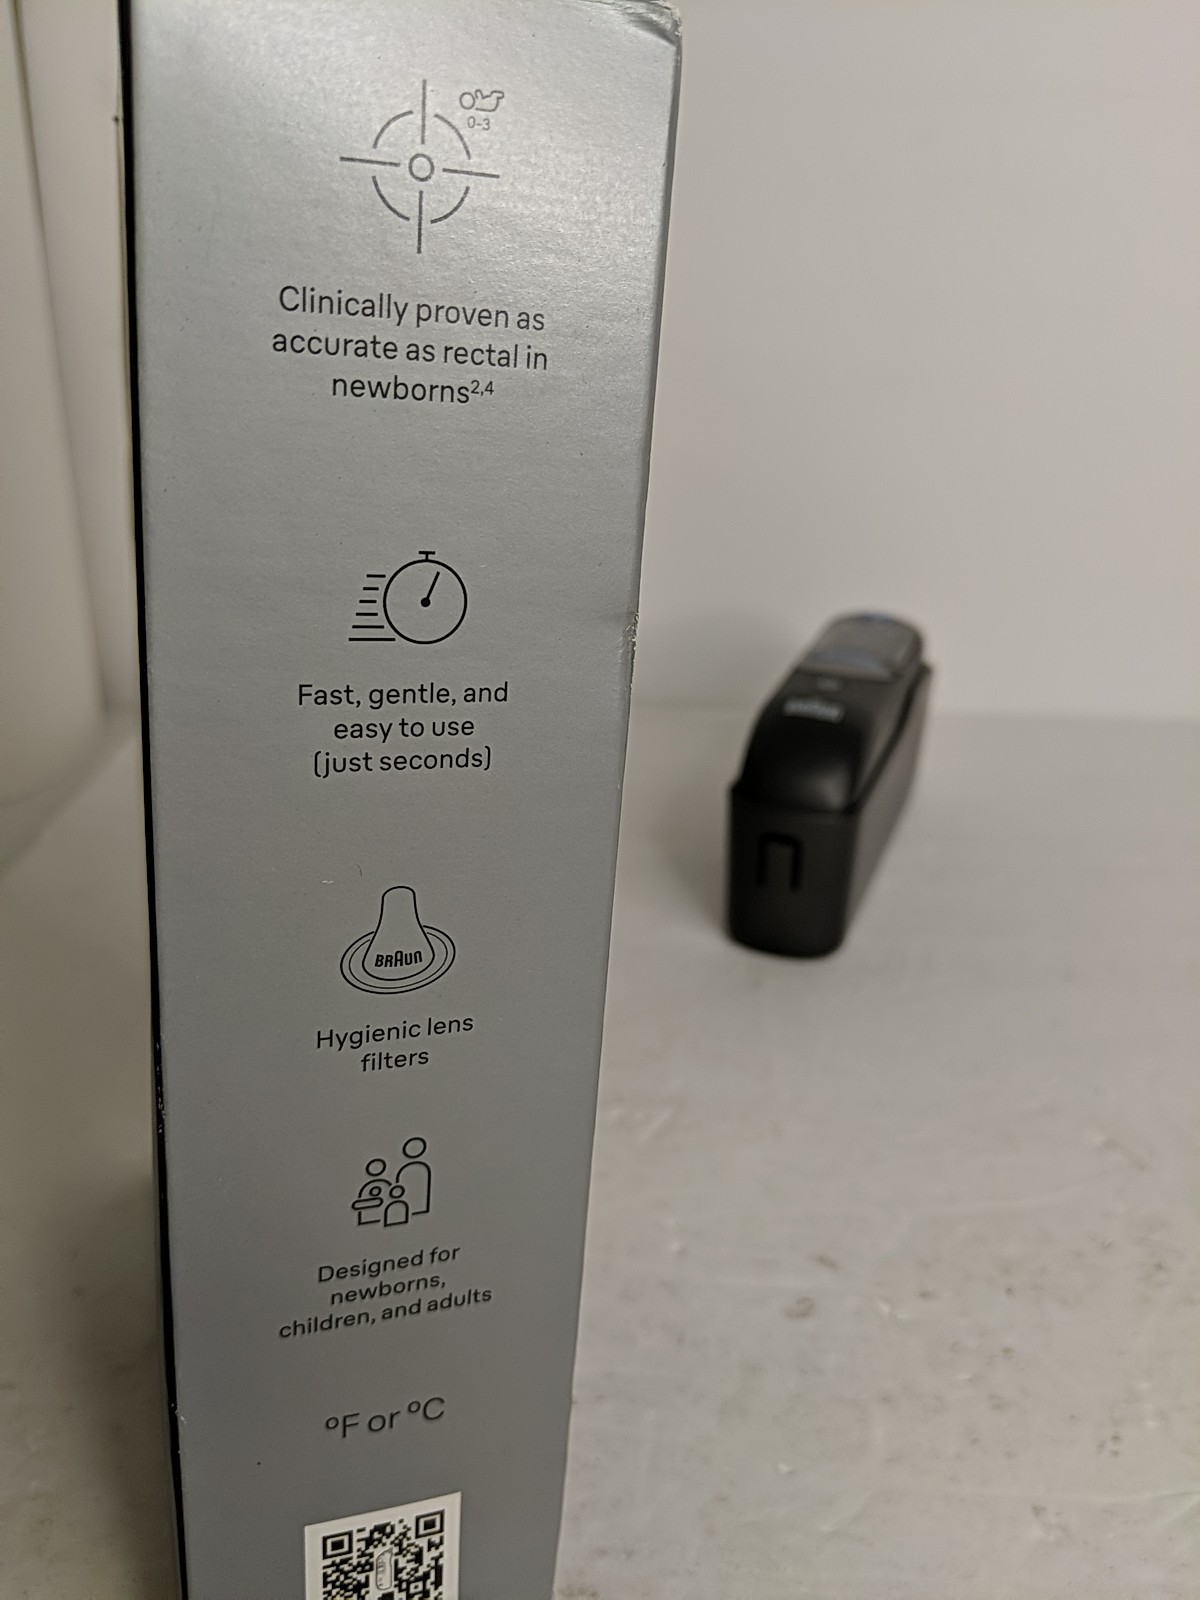 0-3
Clinically proven as
accurate as rectal in
newborns2,4
Fast, gentle, and
easy to use
(just seconds)
BRAUN
Hygienic lens
filters
Designed for
newborns,
children, and adults
°F or °C